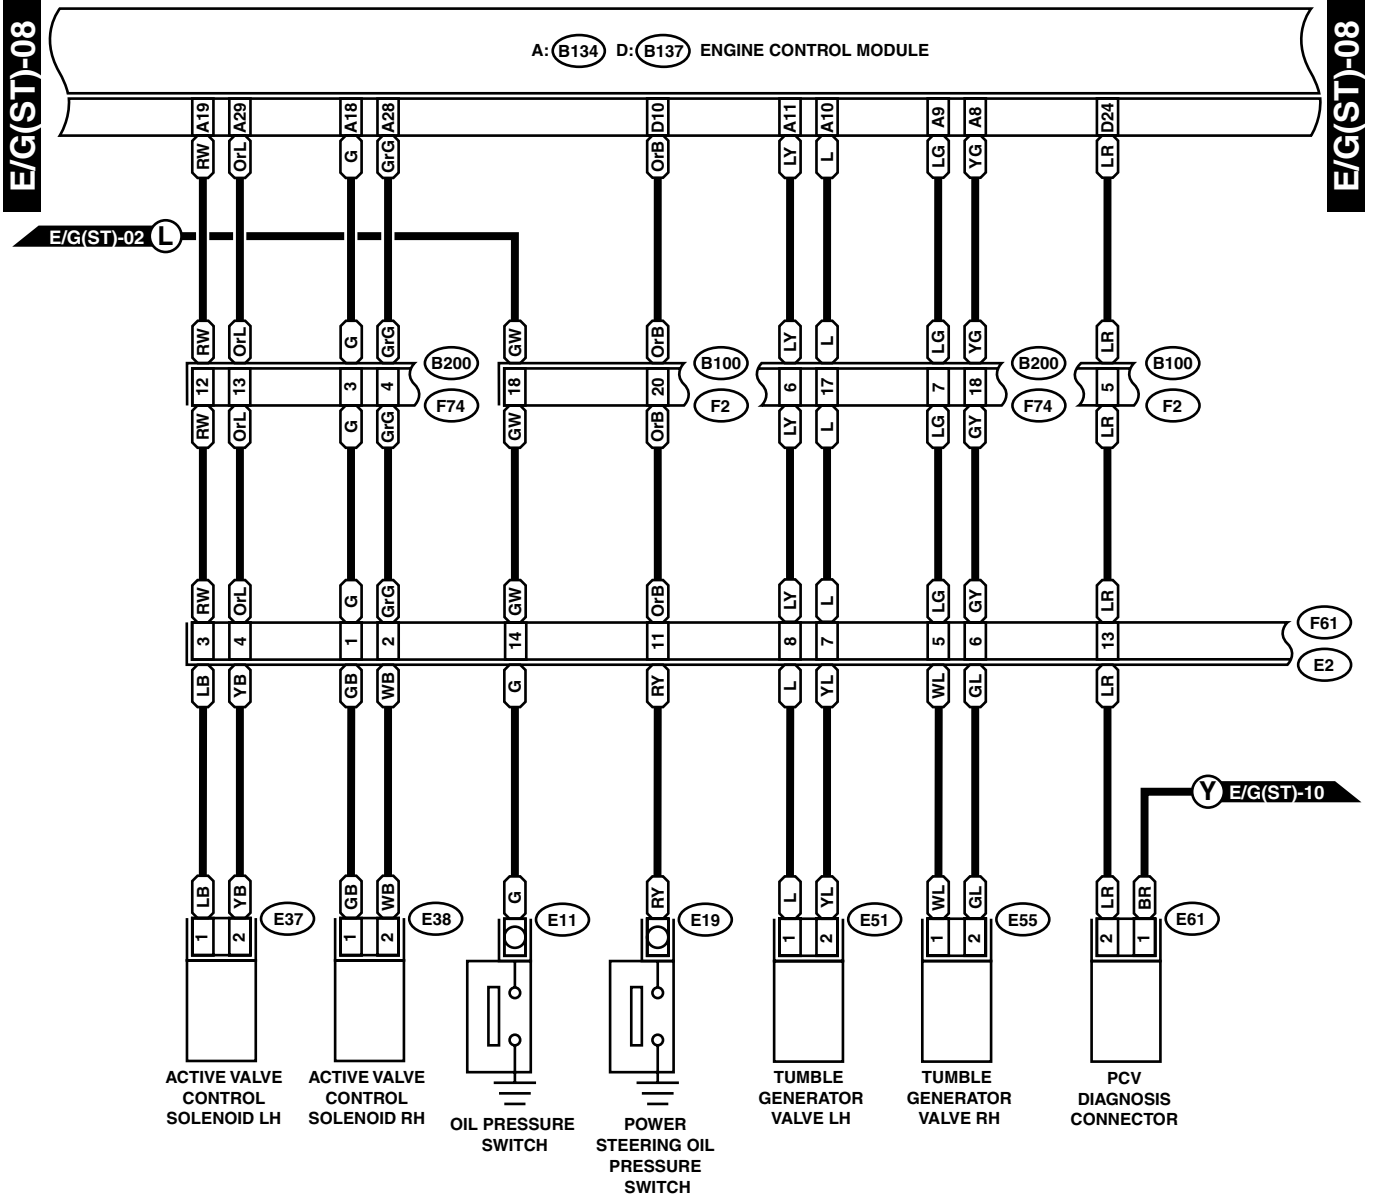 E/G(ST)-08
E/G(ST)-08
A: B134 D: B137 ENGINE CONTROL MODULE
A19 A29 A18 A28 D10 A11 A10 A9 A8 D24
RW OrL G GrG OrB LY L LG YG LR
E/G(ST)-02 L
RW OrL G GrG GW OrB LY L LG YG LR
B200 B100 B200 B100
12 13 3 4 18 20 6 17 7 18 5
F74 F2 F74 F2
RW OrL G GrG GW OrB LY L LG GY LR
RW OrL G GrG GW OrB LY L LG GY LR
F61
3 4 1 2 14 11 8 7 5 6 13
E2
LB YB GB WB G RY L YL WL GL LR
Y E/G(ST)-10
LB YB GB WB G RY L YL WL GL LR BR
E37 E38 E11 E19 E51 E55 E61
1 2 1 2 1 2 1 2 2 1
ACTIVE VALVE
CONTROL
SOLENOID LH
ACTIVE VALVE
CONTROL
SOLENOID RH
OIL PRESSURE
SWITCH
POWER
STEERING OIL
PRESSURE
SWITCH
TUMBLE
GENERATOR
VALVE LH
TUMBLE
GENERATOR
VALVE RH
PCV
DIAGNOSIS
CONNECTOR